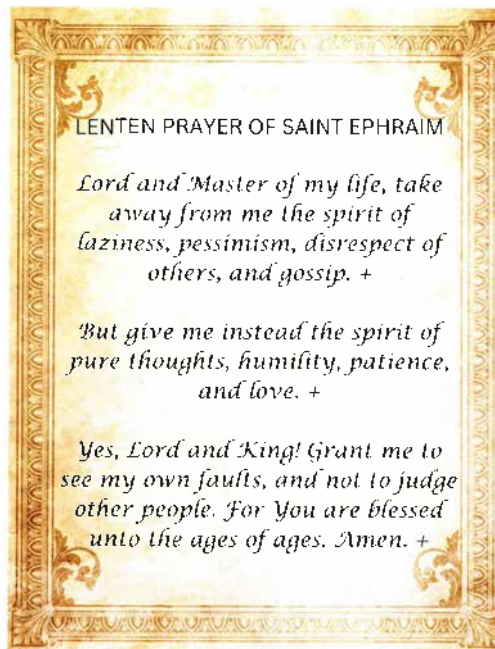 LENTEN PRAYER OF SAINT EPHRAIM
Lord and Master of my life, take
away from me the spirit of
laziness, pessimism, disrespect of
others, and gossip. +
But give me instead the spirit of
pure thoughts, humility, patience,
and love. +
Yes, Lord and King! Grant me to
see my own faults, and not to judge
other people. For You are blessed
unto the ages of ages. Amen. +